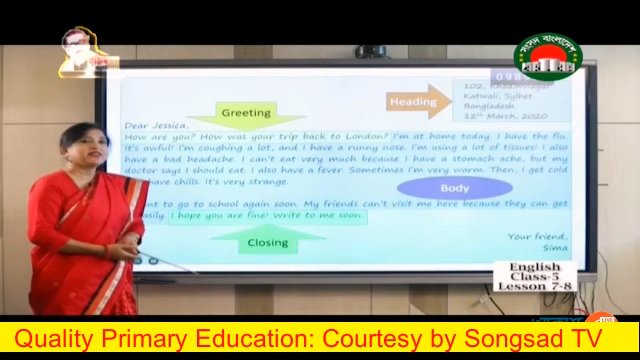 সংসদ বাংলাদেশ
Heading
102,
Katwali, Sylhet
Bangladesh
12th March, 2020
Greeting
Dear Jessica,
How are you? How was your trip back to London? I'm at home today. I have the flu.
It's awful! I'm coughing a lot, and I have a runny nose. I'm using a lot of tissues! I also
have a bad headache. I can't eat very much because I have a stomach ache, but my
doctor says I should eat. I also have a fever. Sometimes I'm very warm. Then, I get cold
have chills. It's very strange.
Body
to go to school again soon. My friends can't visit me here because they can get
I hope you are fine! Write to me soon.
Closing
Your friend,
Sima
English
Class-5
Lesson 7-8
LIVE
Quality Primary Education: Courtesy by Songsad TV